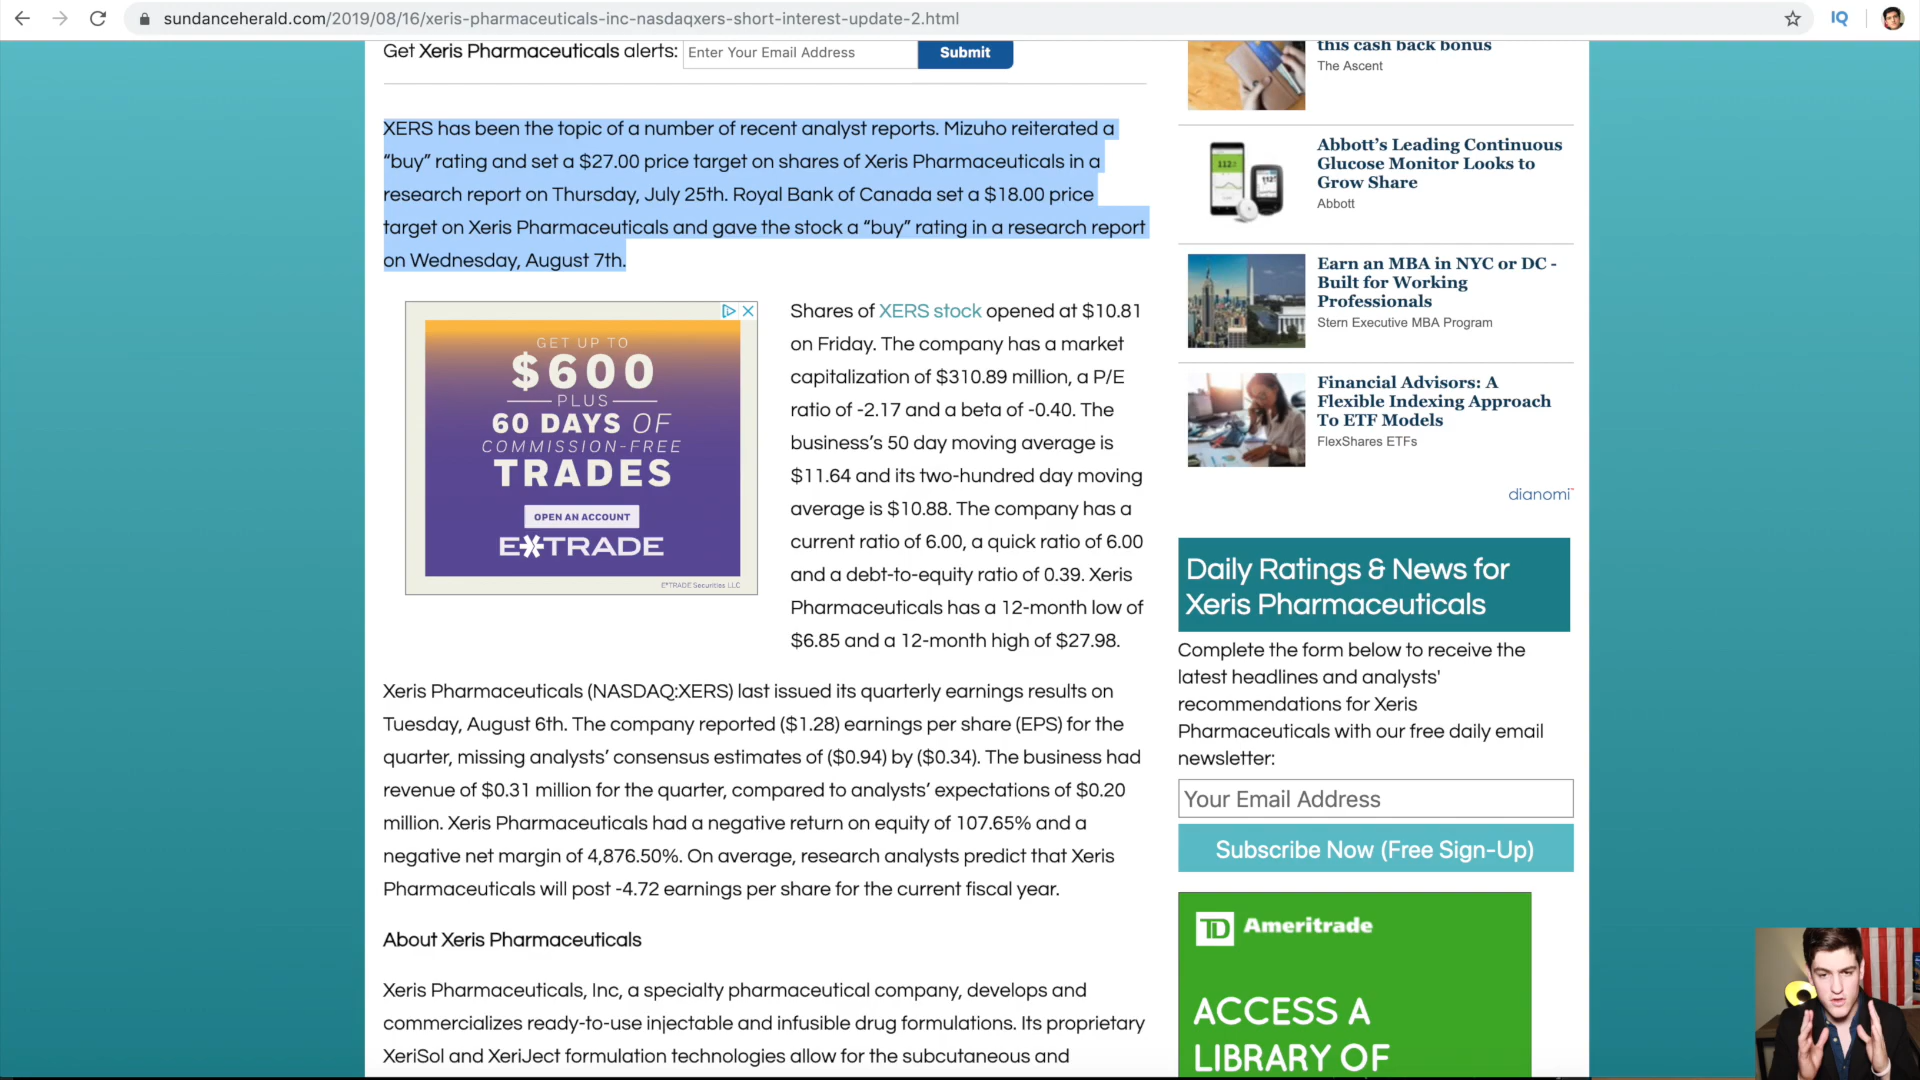 sundanceherald.com/2019/08/16/xeris-pharmaceuticals-inc-nasdaqxers-short-interest-update-2.html
IQ
Get Xeris Pharmaceuticals alerts:
Enter Your Email Address
Submit
XERS has been the topic of a number of recent analyst reports. Mizuho reiterated a
“buy” rating and set a $27.00 price target on shares of Xeris Pharmaceuticals in a
research report on Thursday, July 25th. Royal Bank of Canada set a $18.00 price
target on Xeris Pharmaceuticals and gave the stock a “buy” rating in a research report
on Wednesday, August 7th.
GET UP TO
$600
PLUS
60 DAYS OF
COMMISSION-FREE
TRADES
OPEN AN ACCOUNT
E*TRADE
E*TRADE Securities LLC
Shares of XERS stock opened at $10.81
on Friday. The company has a market
capitalization of $310.89 million, a P/E
ratio of -2.17 and a beta of -0.40. The
business’s 50 day moving average is
$11.64 and its two-hundred day moving
average is $10.88. The company has a
current ratio of 6.00, a quick ratio of 6.00
and a debt-to-equity ratio of 0.39. Xeris
Pharmaceuticals has a 12-month low of
$6.85 and a 12-month high of $27.98.
Xeris Pharmaceuticals (NASDAQ:XERS) last issued its quarterly earnings results on
Tuesday, August 6th. The company reported ($1.28) earnings per share (EPS) for the
quarter, missing analysts’ consensus estimates of ($0.94) by ($0.34). The business had
revenue of $0.31 million for the quarter, compared to analysts’ expectations of $0.20
million. Xeris Pharmaceuticals had a negative return on equity of 107.65% and a
negative net margin of 4,876.50%. On average, research analysts predict that Xeris
Pharmaceuticals will post -4.72 earnings per share for the current fiscal year.
About Xeris Pharmaceuticals
Xeris Pharmaceuticals, Inc, a specialty pharmaceutical company, develops and
commercializes ready-to-use injectable and infusible drug formulations. Its proprietary
XeriSol and XeriJect formulation technologies allow for the subcutaneous and
this cash back bonus
The Ascent
Abbott’s Leading Continuous
Glucose Monitor Looks to
Grow Share
Abbott
Earn an MBA in NYC or DC -
Built for Working
Professionals
Stern Executive MBA Program
Financial Advisors: A
Flexible Indexing Approach
To ETF Models
FlexShares ETFs
dianomi
Daily Ratings & News for
Xeris Pharmaceuticals
Complete the form below to receive the
latest headlines and analysts'
recommendations for Xeris
Pharmaceuticals with our free daily email
newsletter:
Your Email Address
Subscribe Now (Free Sign-Up)
TD Ameritrade
ACCESS A
LIBRARY OF